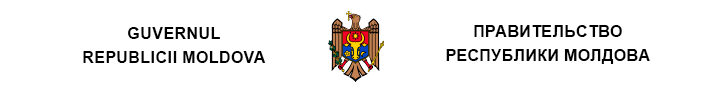 GUVERNUL
REPUBLICII MOLDOVA
ПРАВИТЕЛЬСТВО
РЕСПУБЛИКИ МОЛДОВА